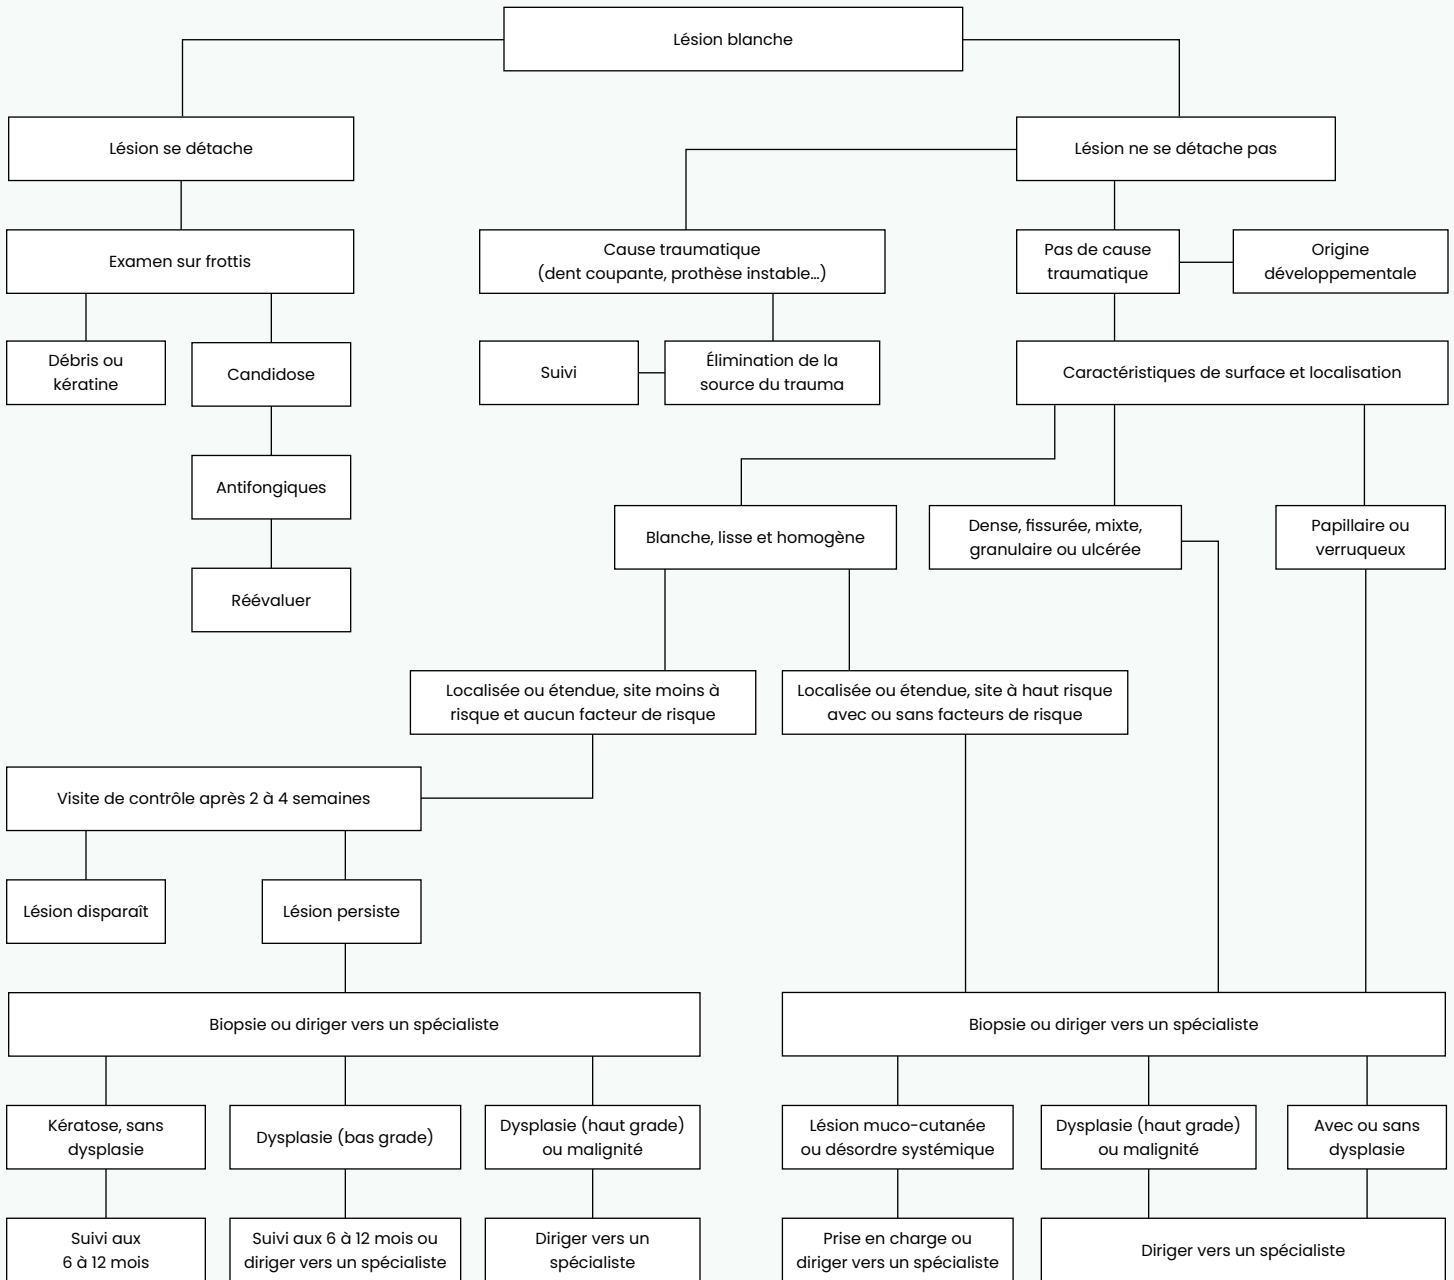 Lésion blanche
Lésion se détache
Lésion ne se détache pas
Examen sur frottis
Cause traumatique
(dent coupante, prothèse instable…)
Pas de cause
traumatique
Origine
développementale
Débris ou
kératine
Candidose
Suivi
Élimination de la
source du trauma
Caractéristiques de surface et localisation
Antifongiques
Blanche, lisse et homogène
Dense, fissurée, mixte,
granulaire ou ulcérée
Papillaire ou
verruqueux
Réévaluer
Localisée ou étendue, site moins à
risque et aucun facteur de risque
Localisée ou étendue, site à haut risque
avec ou sans facteurs de risque
Visite de contrôle après 2 à 4 semaines
Lésion disparaît
Lésion persiste
Biopsie ou diriger vers un spécialiste
Biopsie ou diriger vers un spécialiste
Kératose, sans
dysplasie
Dysplasie (bas grade)
Dysplasie (haut grade)
ou malignité
Lésion muco-cutanée
ou désordre systémique
Dysplasie (haut grade)
ou malignité
Avec ou sans
dysplasie
Suivi aux
6 à 12 mois
Suivi aux 6 à 12 mois ou
diriger vers un spécialiste
Diriger vers un
spécialiste
Prise en charge ou
diriger vers un spécialiste
Diriger vers un spécialiste